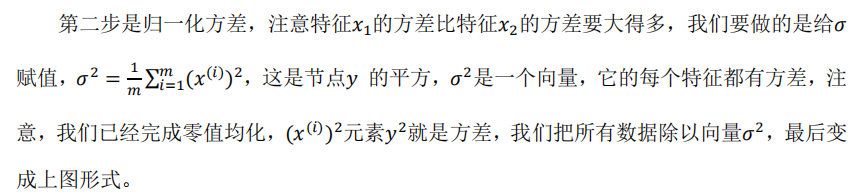 第二步是归一化方差，注意特征$x_1$的方差比特征$x_2$的方差要大得多，我们要做的是给$\sigma$
赋值，$\sigma^2 = \frac{1}{m}\sum_{i=1}^{m}(x^{(i)})^2$，这是节点$y$ 的平方，$\sigma^2$是一个向量，它的每个特征都有方差，注
意，我们已经完成零值均化，$(x^{(i)})^2$元素$y^2$就是方差，我们把所有数据除以向量$\sigma^2$，最后变
成上图形式。